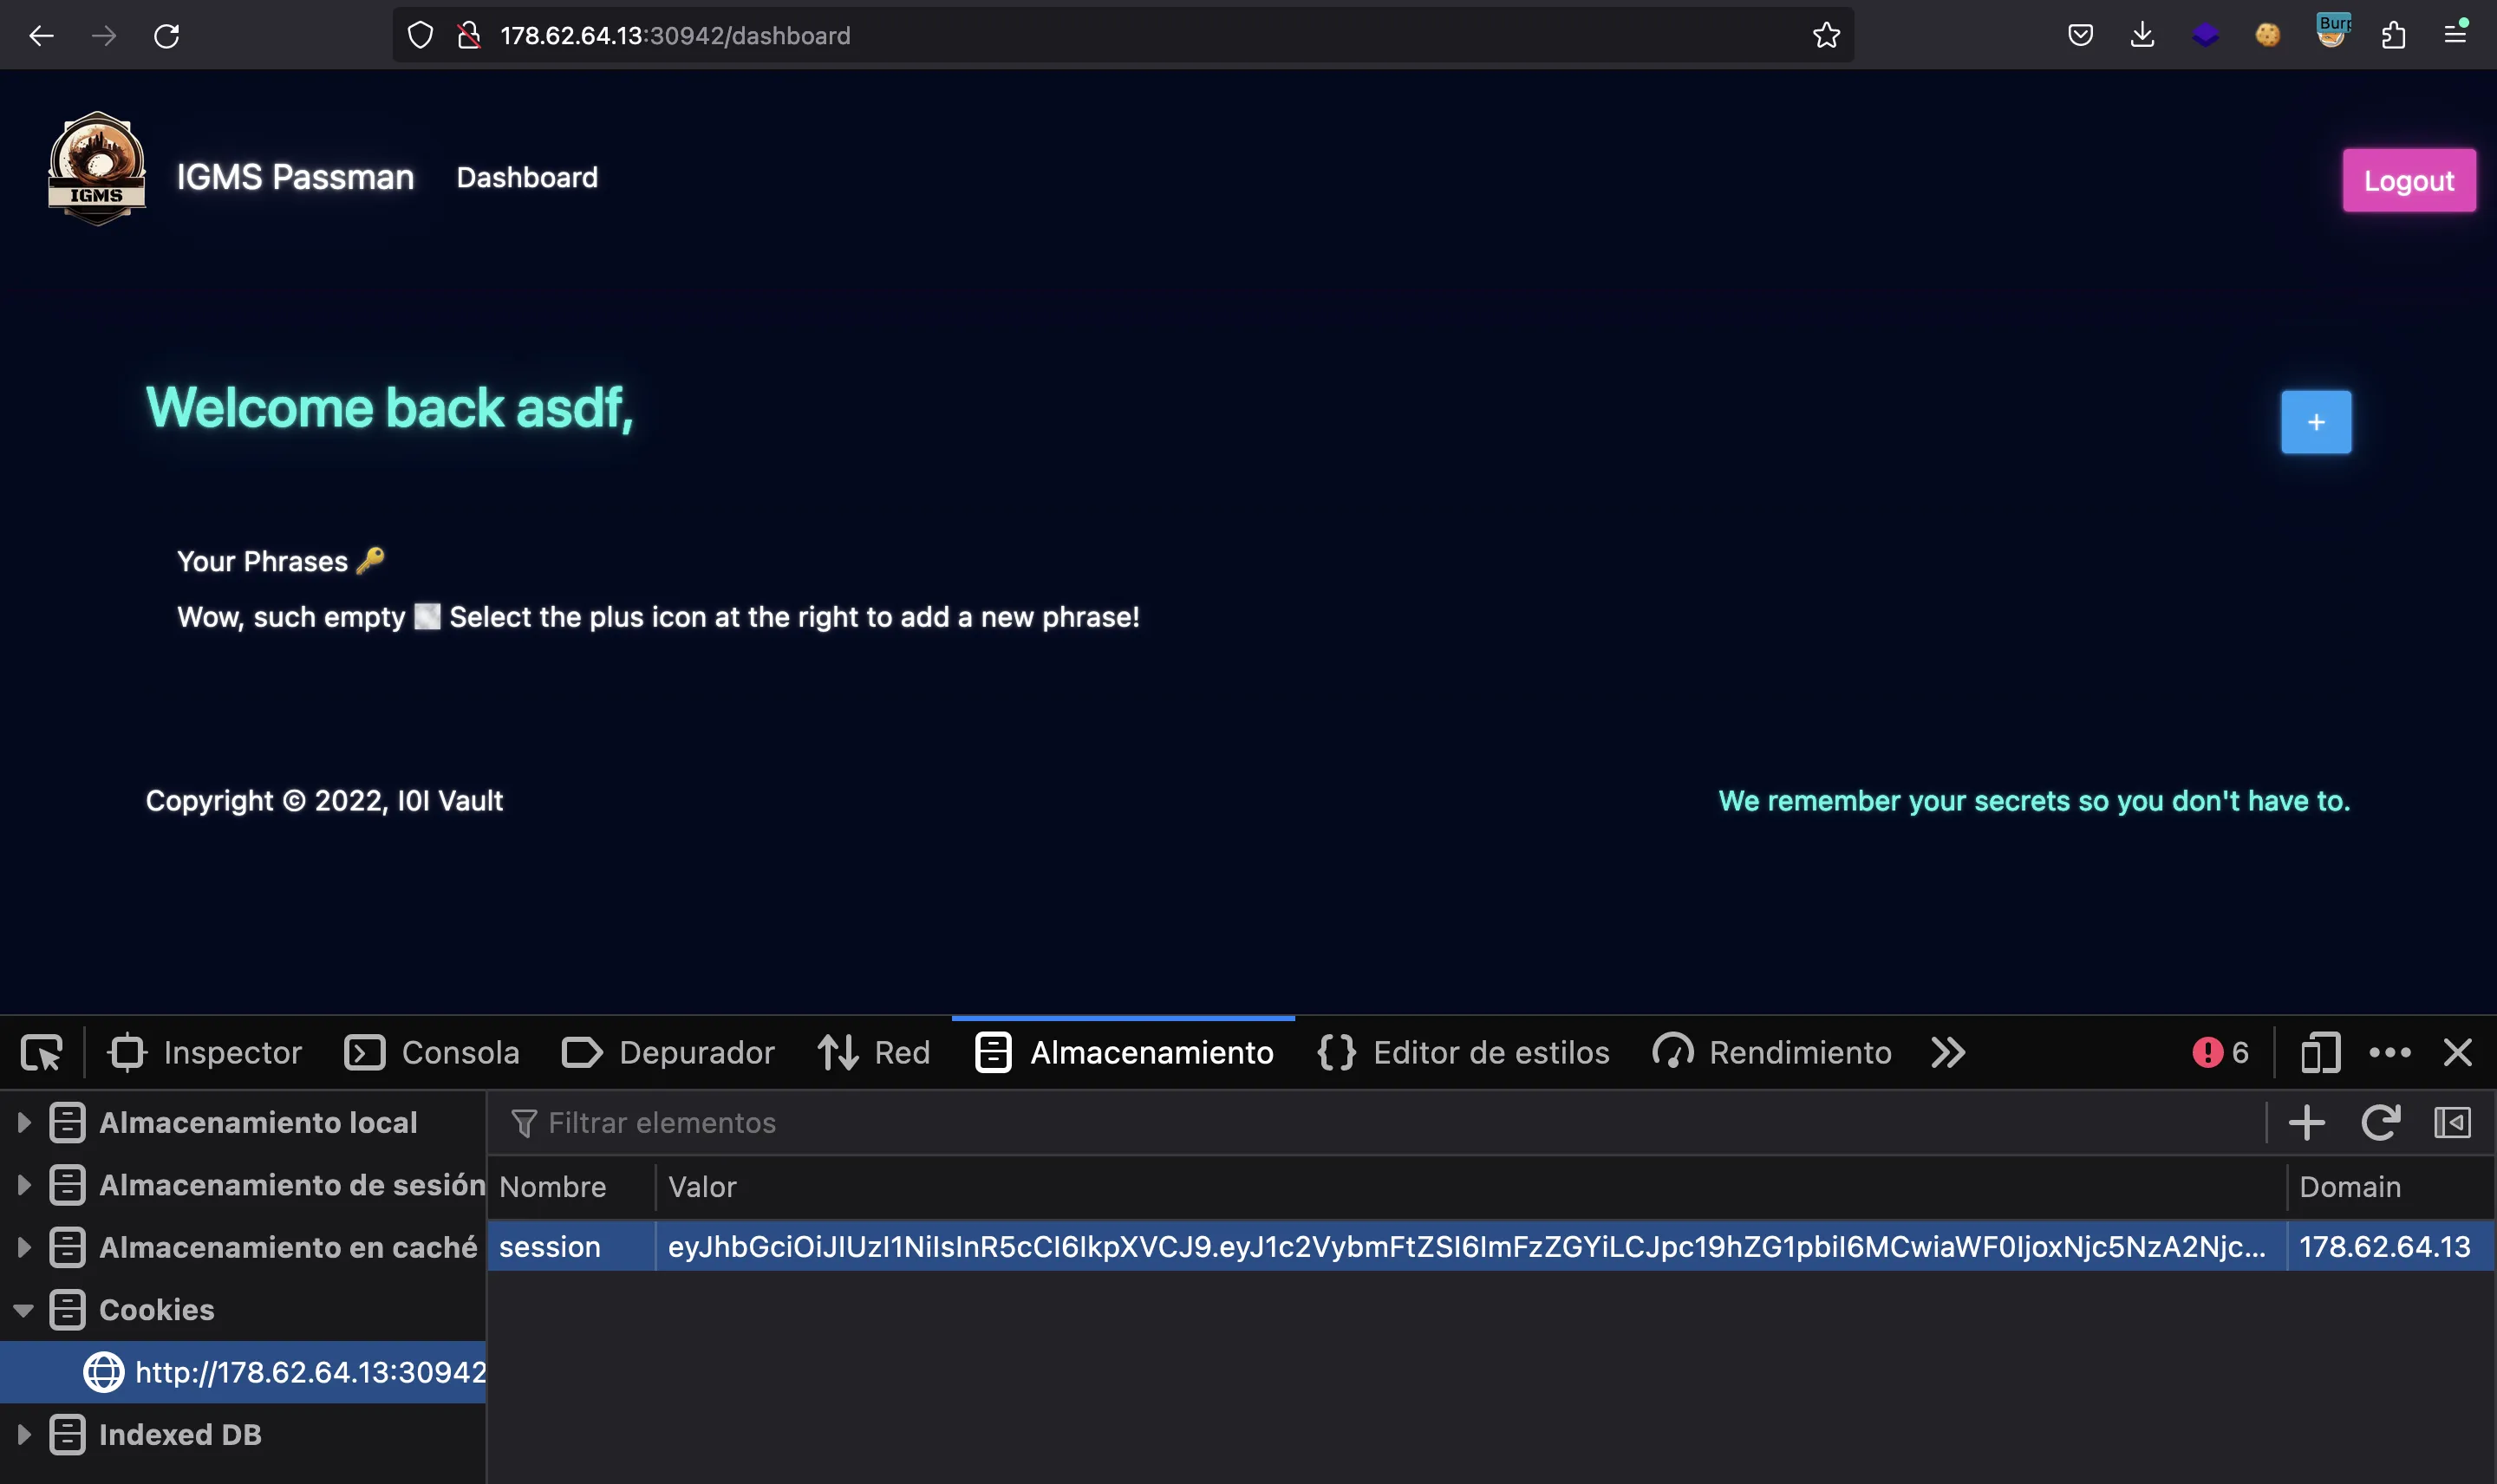 178.62.64.13:30942/dashboard
Burp
IGMS
IGMS Passman
Dashboard
Logout
Welcome back asdf,
+
Your Phrases 🔑
Wow, such empty Select the plus icon at the right to add a new phrase!
Copyright © 2022, I0I Vault
We remember your secrets so you don't have to.
Inspector
Consola
Depurador
Red
Almacenamiento
Editor de estilos
Rendimiento
6
Almacenamiento local
Almacenamiento de sesión
Almacenamiento en caché
Cookies
http://178.62.64.13:30942
Indexed DB
Filtrar elementos
Nombre Valor Domain
session eyJhbGciOiJIUzI1NiIsInR5cCI6IkpXVCJ9.eyJ1c2VybmFtZSI6ImFzZGYiLCJpc19hZG1pbiI6MCwiaWF0IjoxNjc5NzA2Njc... 178.62.64.13